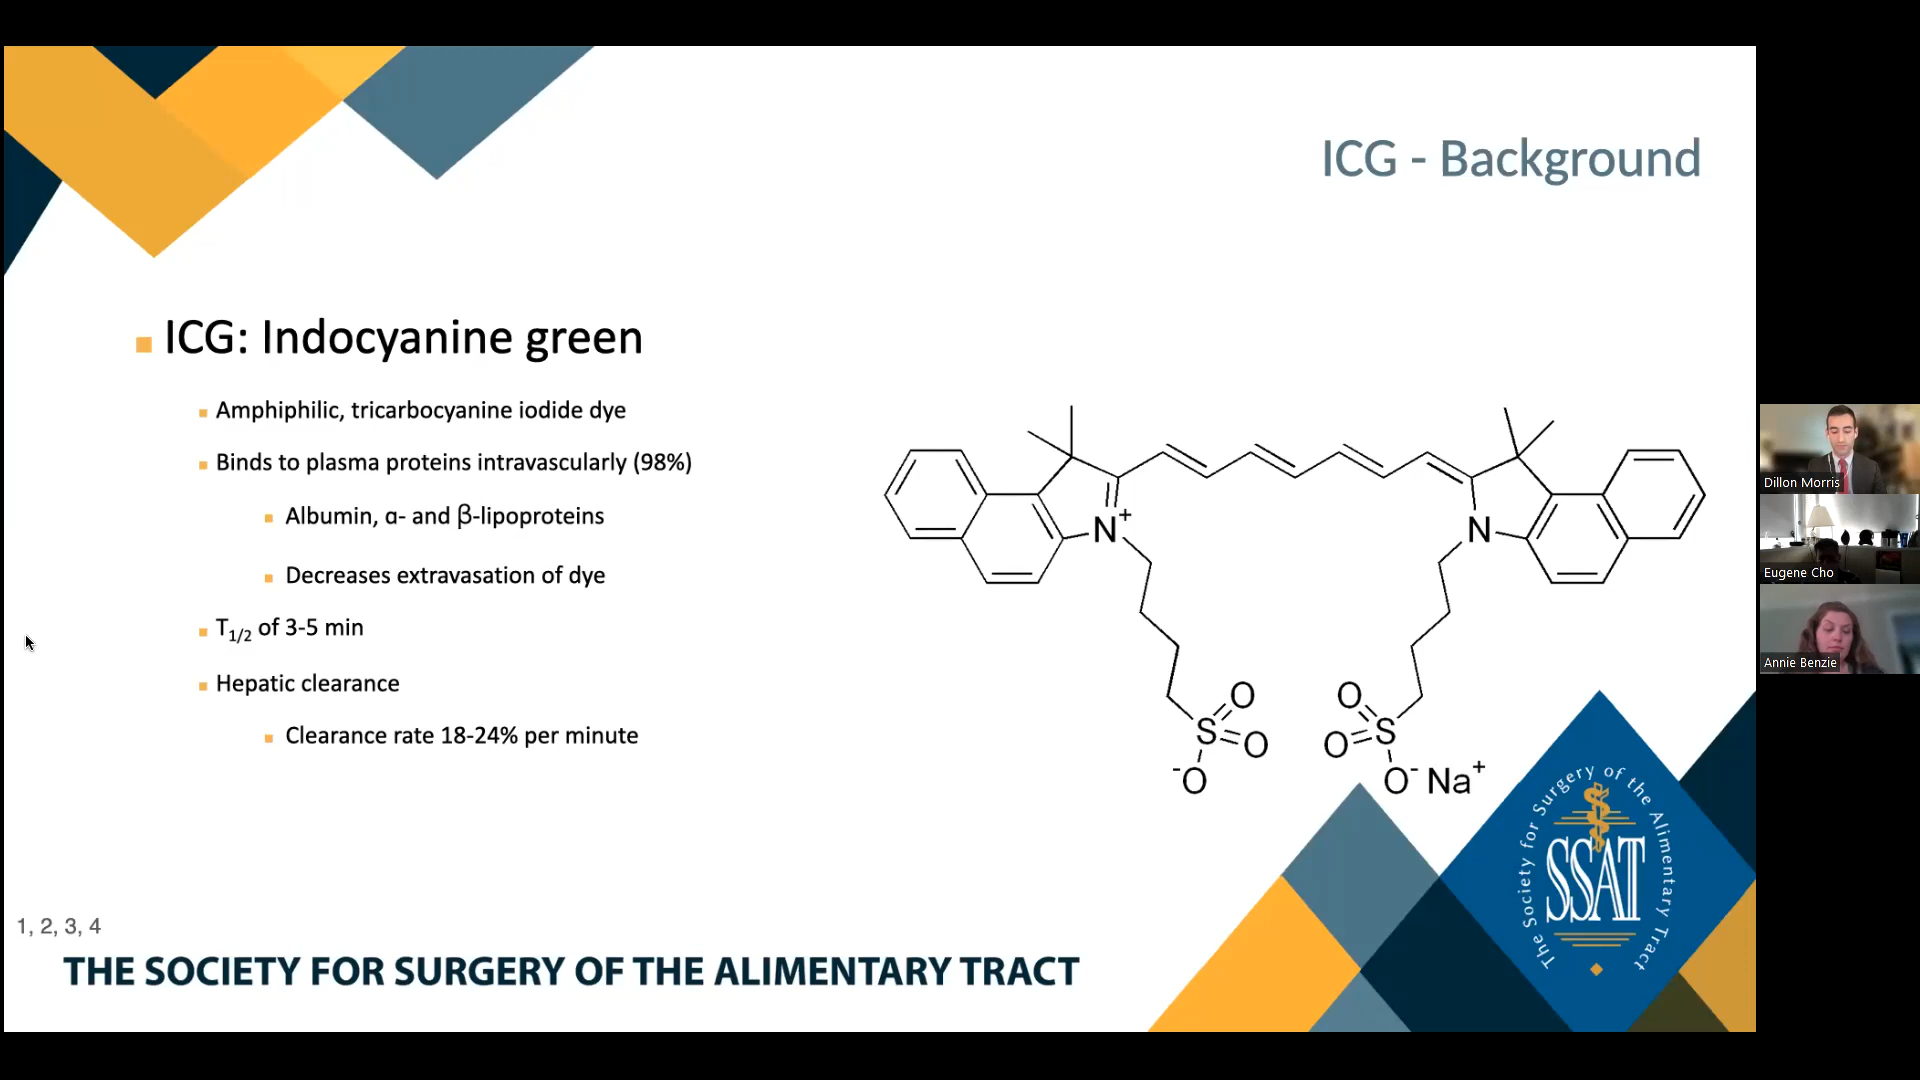 ICG - Background
ICG: Indocyanine green
Amphiphilic, tricarbocyanine iodide dye
Binds to plasma proteins intravascularly (98%)
Albumin, α- and β-lipoproteins
Decreases extravasation of dye
T1/2 of 3-5 min
Hepatic clearance
Clearance rate 18-24% per minute
N+
N
O
O
S
O
O
S
-O
O- Na+
1, 2, 3, 4
THE SOCIETY FOR SURGERY OF THE ALIMENTARY TRACT
The Society for Surgery of the Alimentary Tract
SSAT
Dillon Morris
Eugene Cho
Annie Benzie